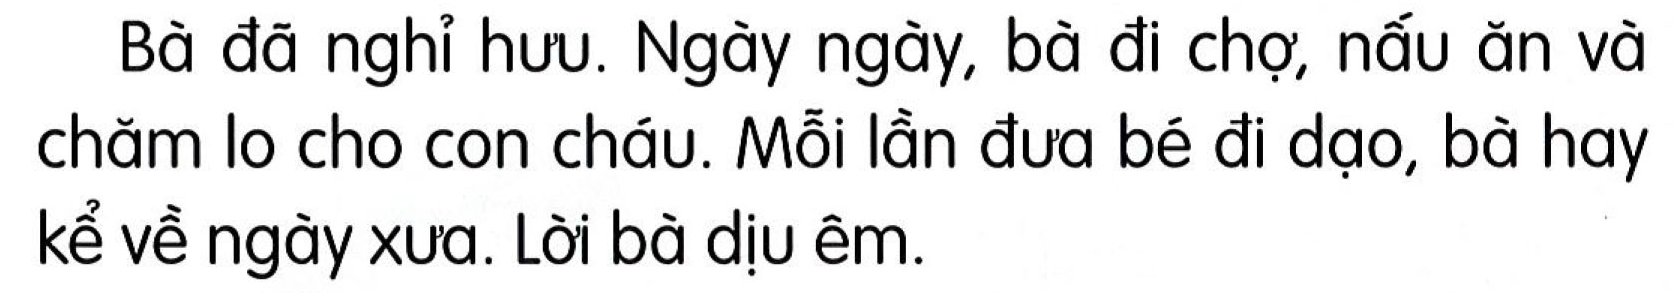 Bà đã nghỉ hưu. Ngày ngày, bà đi chợ, nấu ăn và
chăm lo cho con cháu. Mỗi lần đưa bé đi dạo, bà hay
kể về ngày xưa. Lời bà dịu êm.